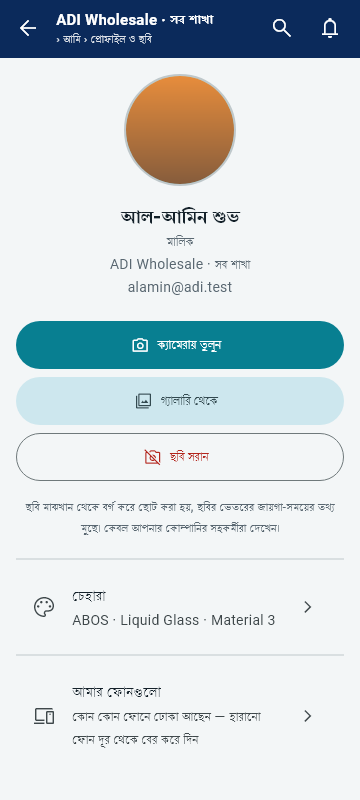 ADI Wholesale · সব শাখা
› আমি › প্রোফাইল ও ছবি
আল-আমিন শুভ
মালিক
ADI Wholesale · সব শাখা
alamin@adi.test
ক্যামেরায় তুলুন
গ্যালারি থেকে
ছবি সরান
ছবি মাঝখান থেকে বর্গ করে ছোট করা হয়, ছবির ভেতরের জায়গা-সময়ের তথ্য
মুছে। কেবল আপনার কোম্পানির সহকর্মীরা দেখেন।
চেহারা
ABOS · Liquid Glass · Material 3
আমার ফোনগুলো
কোন কোন ফোনে ঢোকা আছেন — হারানো
ফোন দূর থেকে বের করে দিন